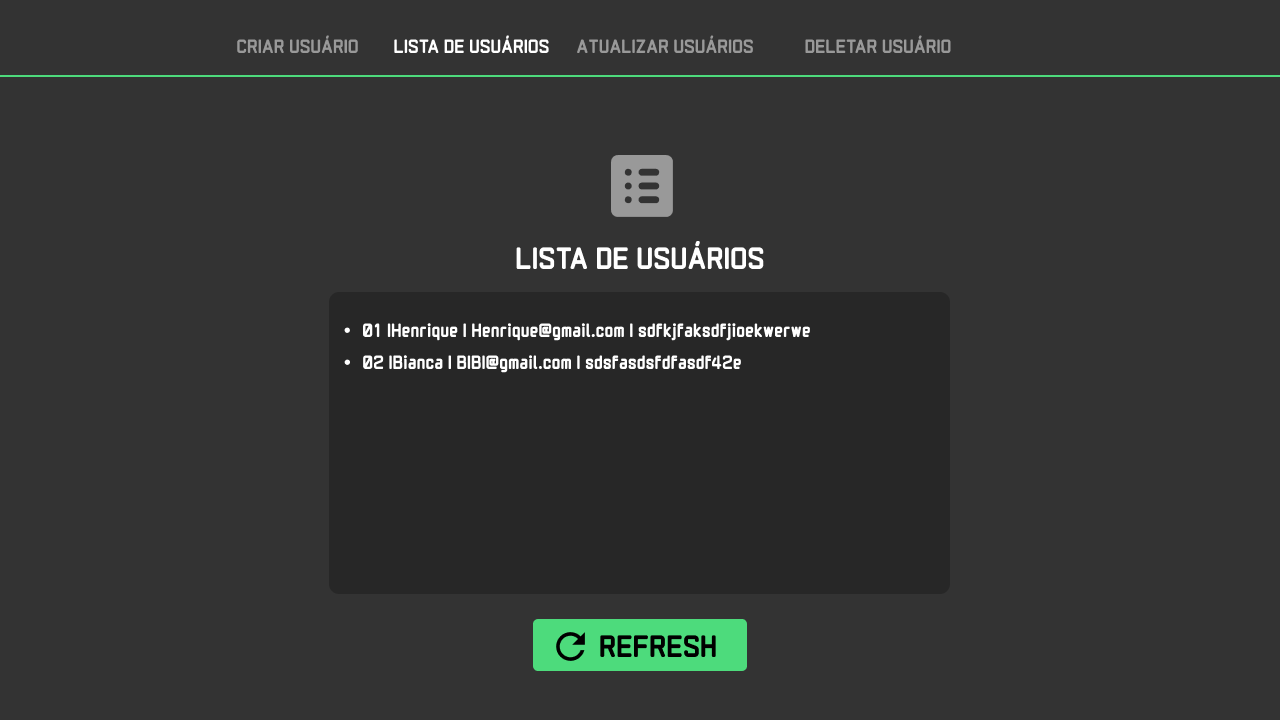 CRIAR USUÁRIO LISTA DE USUÁRIOS ATUALIZAR USUÁRIOS DELETAR USUÁRIO
LISTA DE USUÁRIOS
• 01 |Henrique | Henrique@gmail.com | sdfkjfaksdfjioekwerwe
• 02 |Bianca | BIBI@gmail.com | sdsfasdsfdfasdf42e
REFRESH